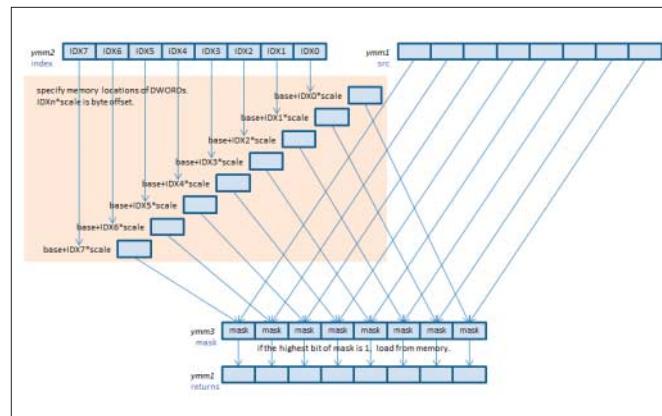 ymm2 IDX7 IDX6 IDX5 IDX4 IDX3 IDX2 IDX1 IDX0 ymm1
index src
specify memory locations of DWORDs.
IDXn*scale is byte offset.
base+IDX0*scale
base+IDX1*scale
base+IDX2*scale
base+IDX3*scale
base+IDX4*scale
base+IDX5*scale
base+IDX6*scale
base+IDX7*scale
ymm3 mask mask mask mask mask mask mask mask
mask if the highest bit of mask is 1, load from memory.
ymm1
returns